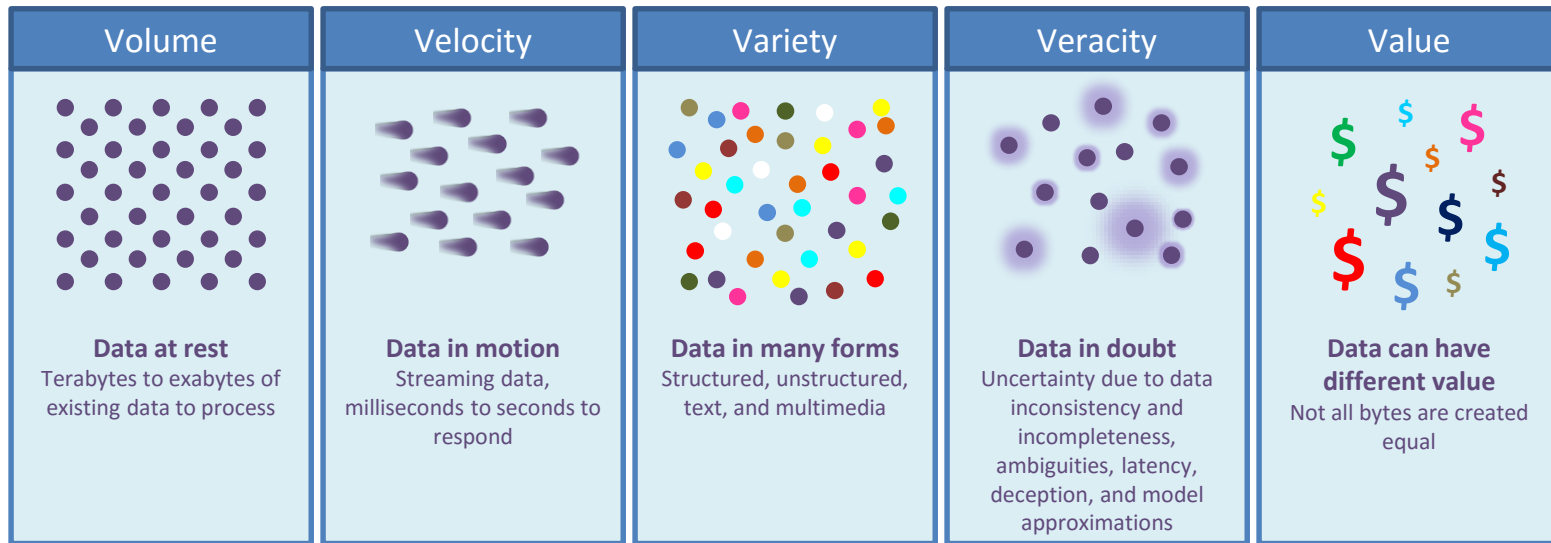 Volume
Data at rest
Terabytes to exabytes of
existing data to process
Velocity
Data in motion
Streaming data,
milliseconds to seconds to
respond
Variety
Data in many forms
Structured, unstructured,
text, and multimedia
Veracity
Data in doubt
Uncertainty due to data
inconsistency and
incompleteness,
ambiguities, latency,
deception, and model
approximations
Value
$
$
$
$
$
$
$
$
$
$
$
$
$
Data can have
different value
Not all bytes are created
equal